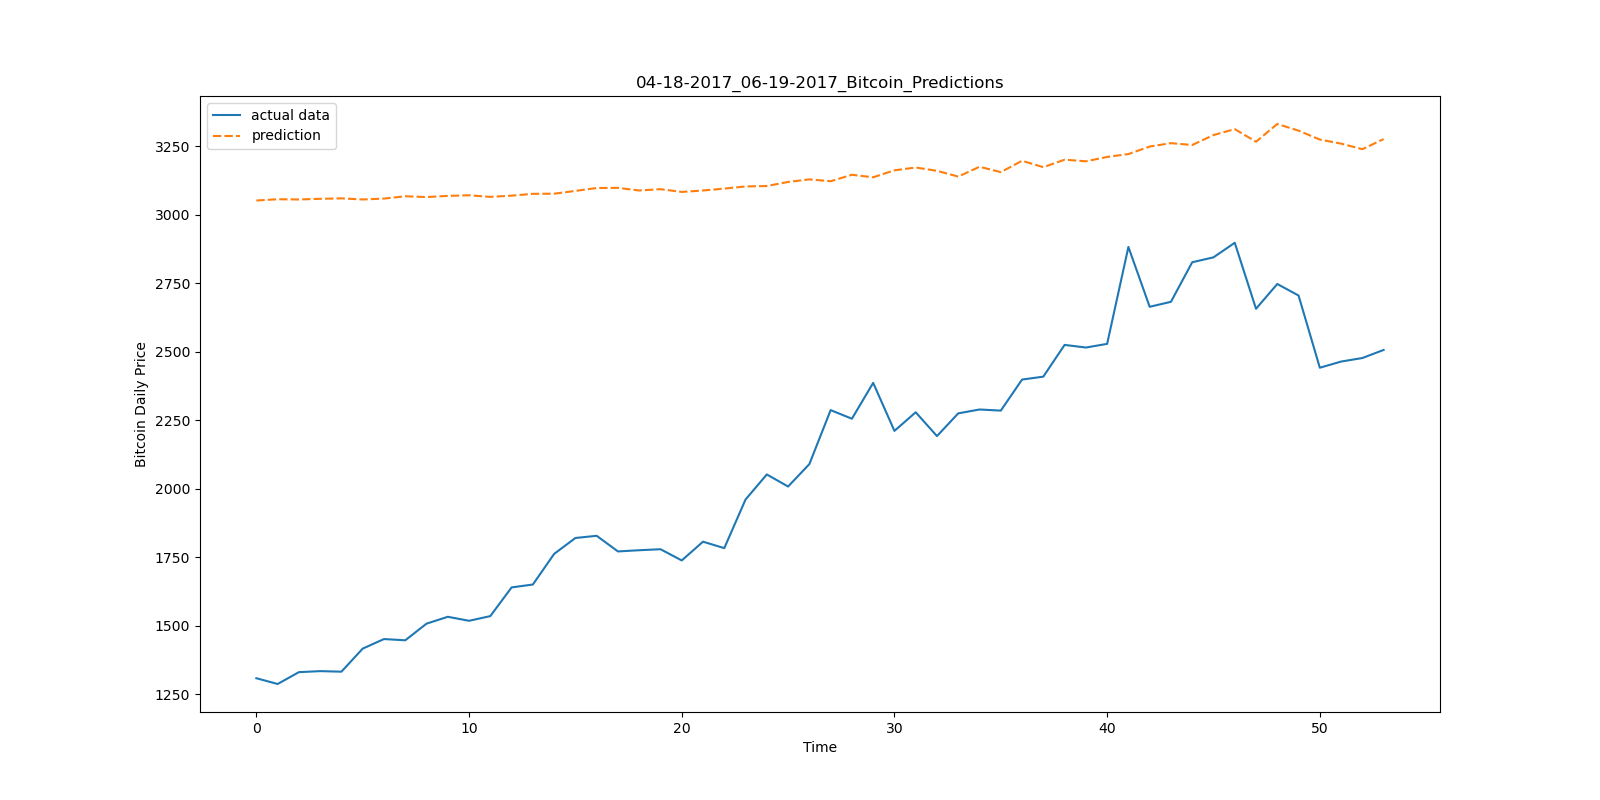 04-18-2017_06-19-2017_Bitcoin_Predictions
actual data
prediction
3250
3000
2750
2500
2250
2000
1750
1500
1250
Bitcoin Daily Price
0 10 20 30 40 50
Time